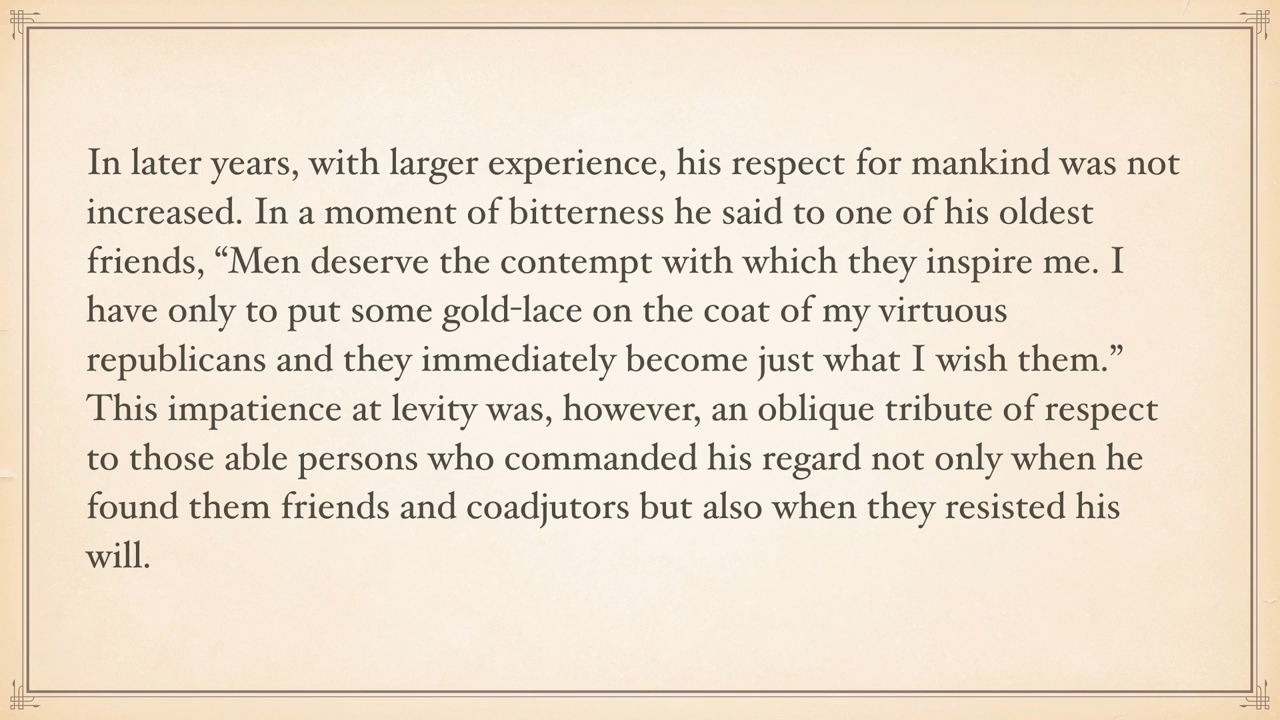 In later years, with larger experience, his respect for mankind was not
increased. In a moment of bitterness he said to one of his oldest
friends, “Men deserve the contempt with which they inspire me. I
have only to put some gold-lace on the coat of my virtuous
republicans and they immediately become just what I wish them.”
This impatience at levity was, however, an oblique tribute of respect
to those able persons who commanded his regard not only when he
found them friends and coadjutors but also when they resisted his
will.